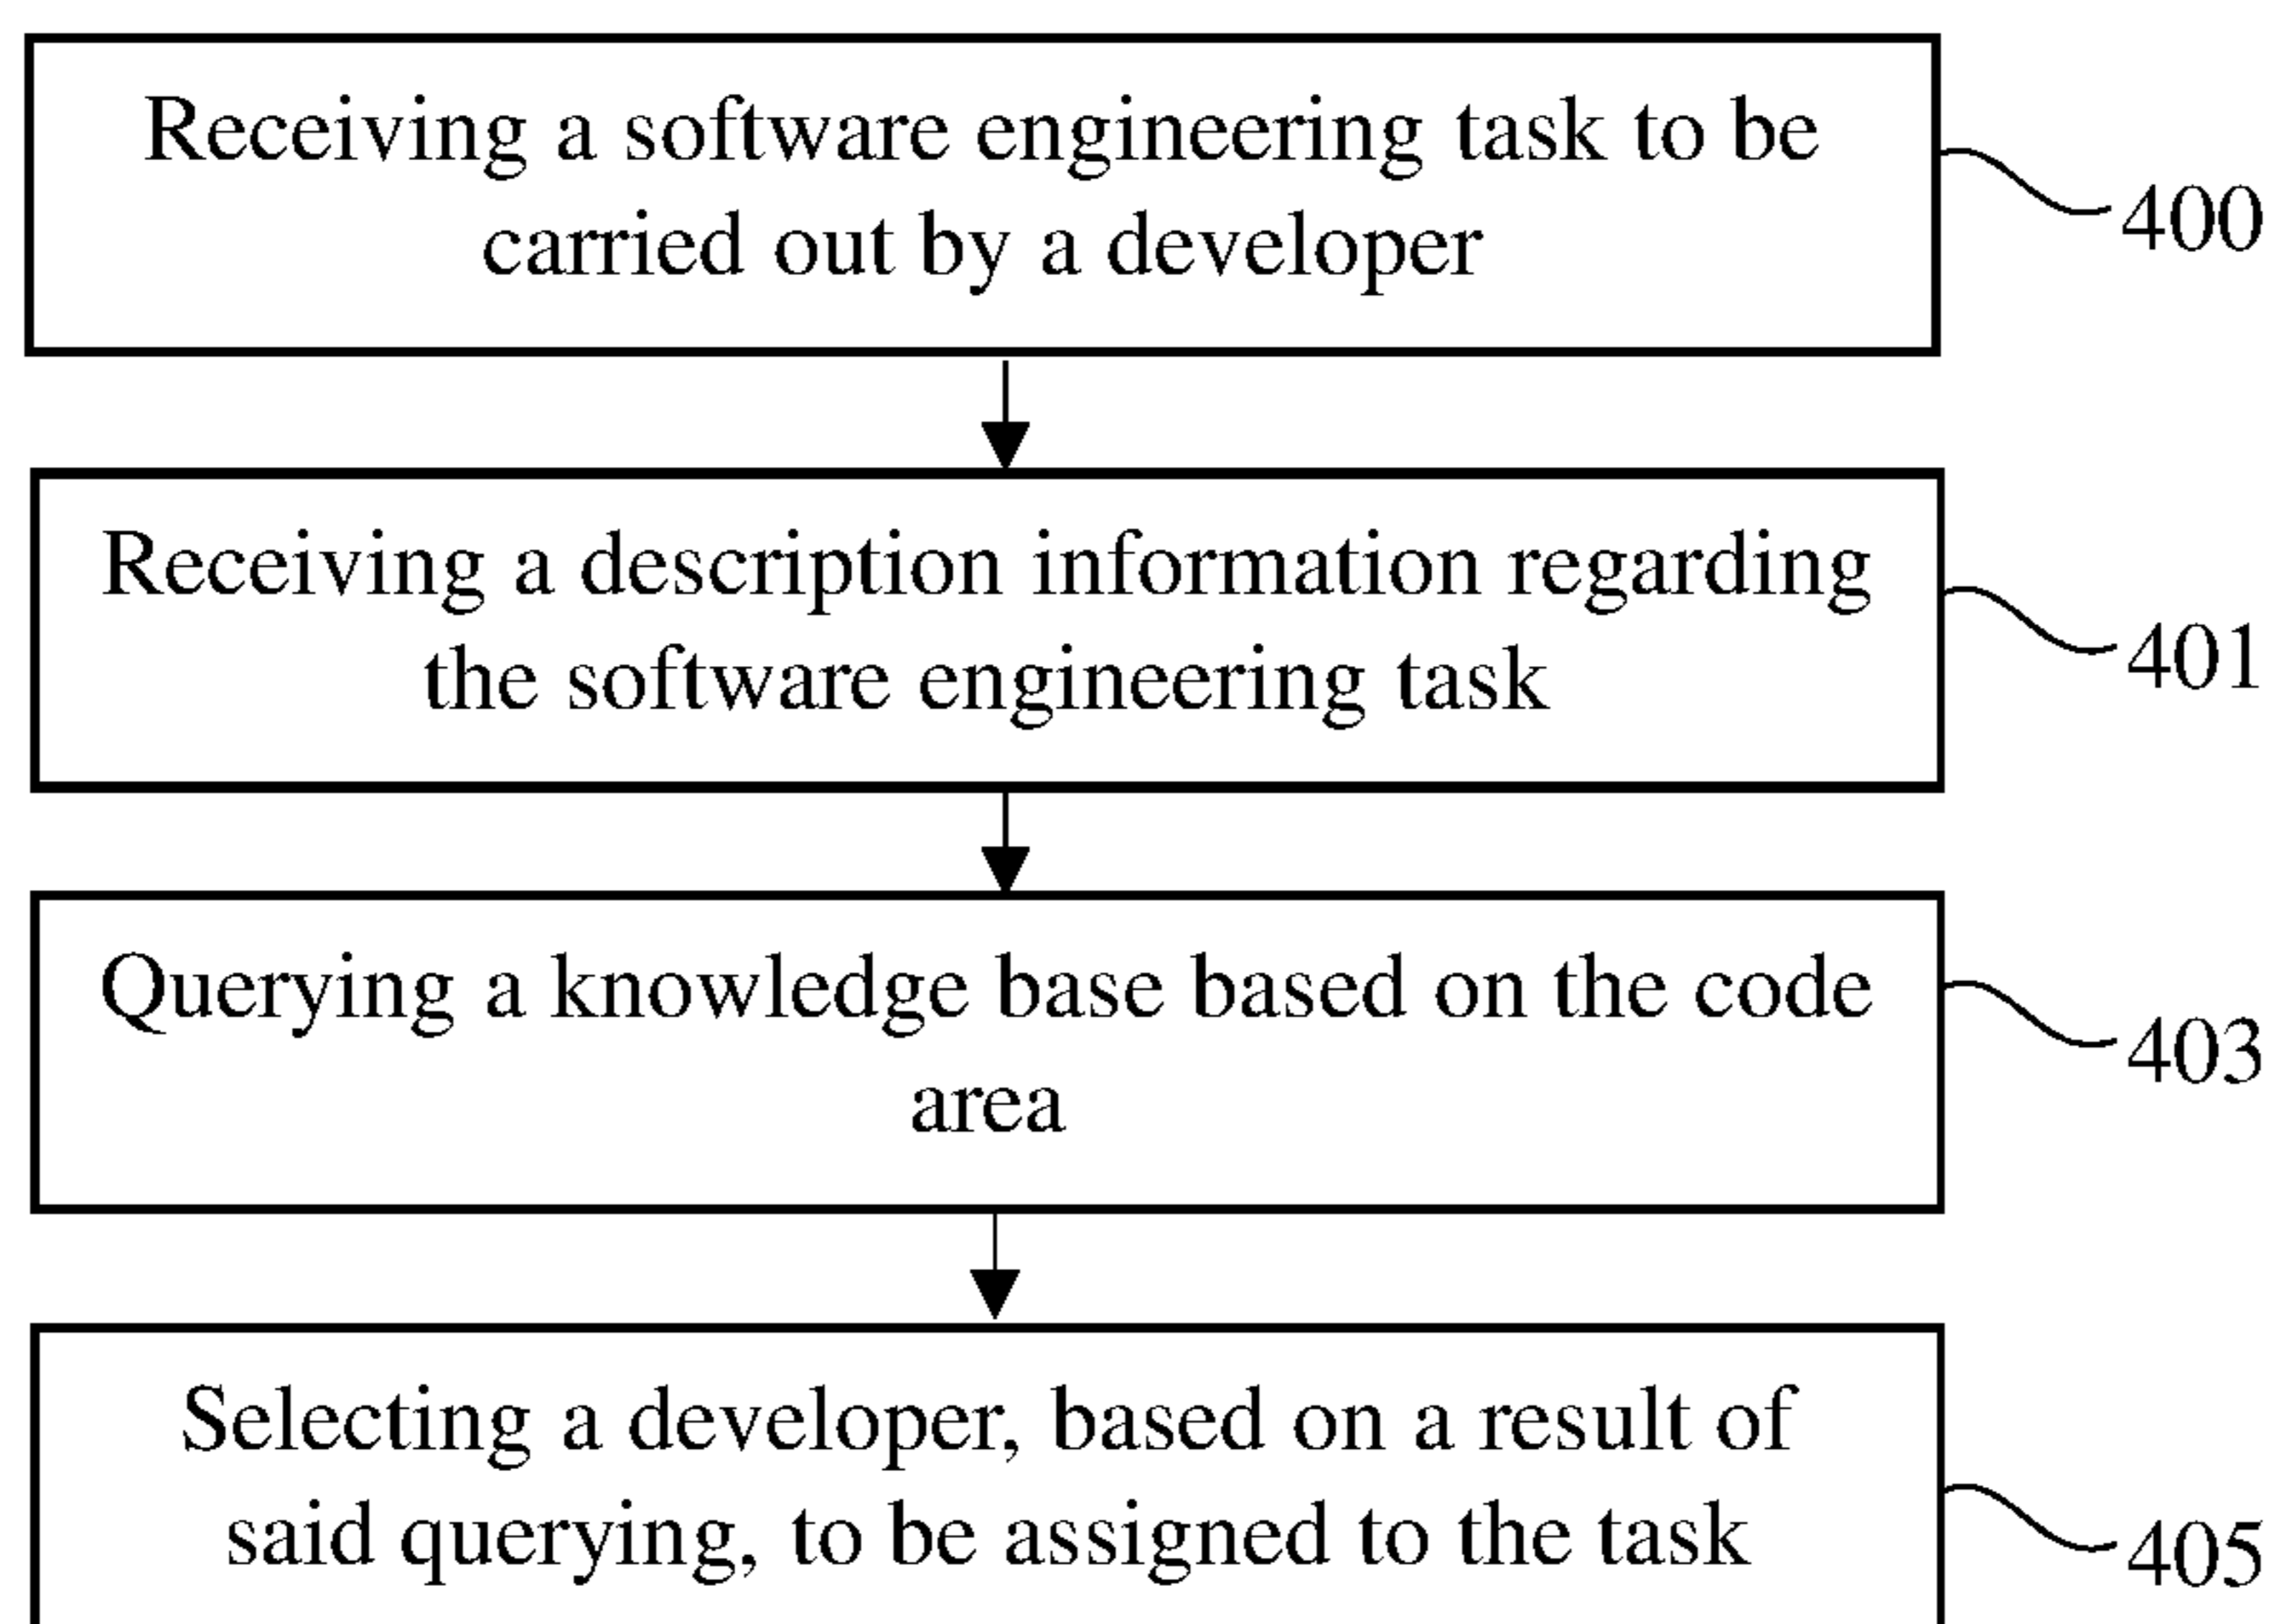 Receiving a software engineering task to be
carried out by a developer
400
Receiving a description information regarding
the software engineering task
401
Querying a knowledge base based on the code
area
403
Selecting a developer, based on a result of
said querying, to be assigned to the task
405